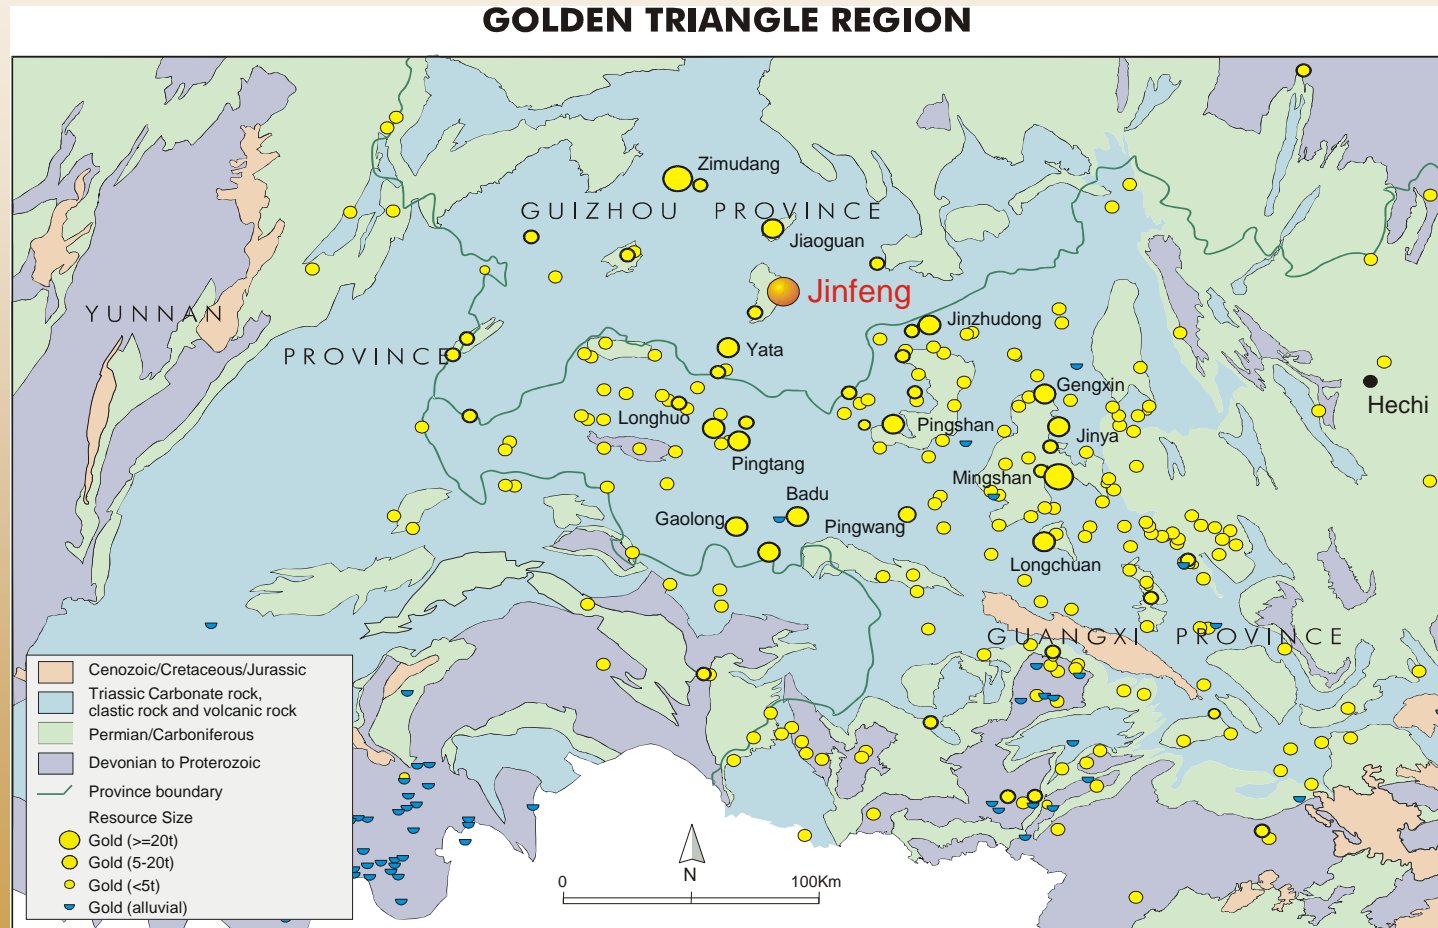 GOLDEN TRIANGLE REGION
Zimudang
GUIZHOU PROVINCE
Jiaoguan
Jinfeng
YUNNAN
PROVINCE
Jinzhudong
Yata
Gengxin
Hechi
Longhuo
Pingshan
Jinya
Pingtang
Mingshan
Badu
Gaolong
Pingwang
Longchuan
GUANGXI PROVINCE
Cenozoic/Cretaceous/Jurassic
Triassic Carbonate rock,
clastic rock and volcanic rock
Permian/Carboniferous
Devonian to Proterozoic
Province boundary
Resource Size
Gold (>=20t)
Gold (5-20t)
Gold (<5t)
Gold (alluvial)
N
0 100Km